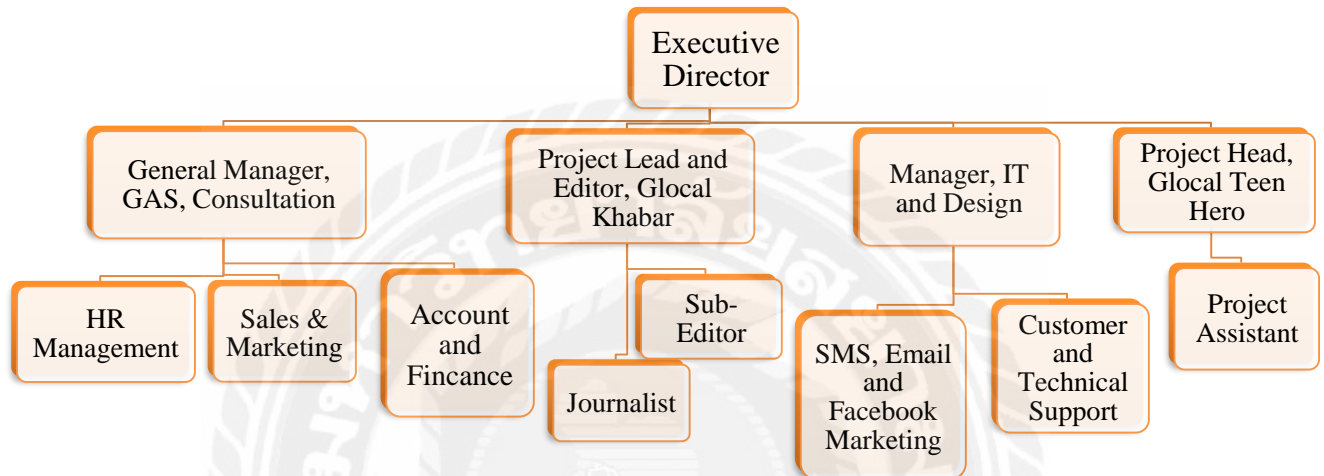 Executive
Director
General Manager,
GAS, Consultation
Project Lead and
Editor, Glocal
Khabar
Manager, IT
and Design
Project Head,
Glocal Teen
Hero
HR
Management
Sales &
Marketing
Account
and
Fincance
Journalist
Sub-
Editor
SMS, Email
and
Facebook
Marketing
Customer
and
Technical
Support
Project
Assistant